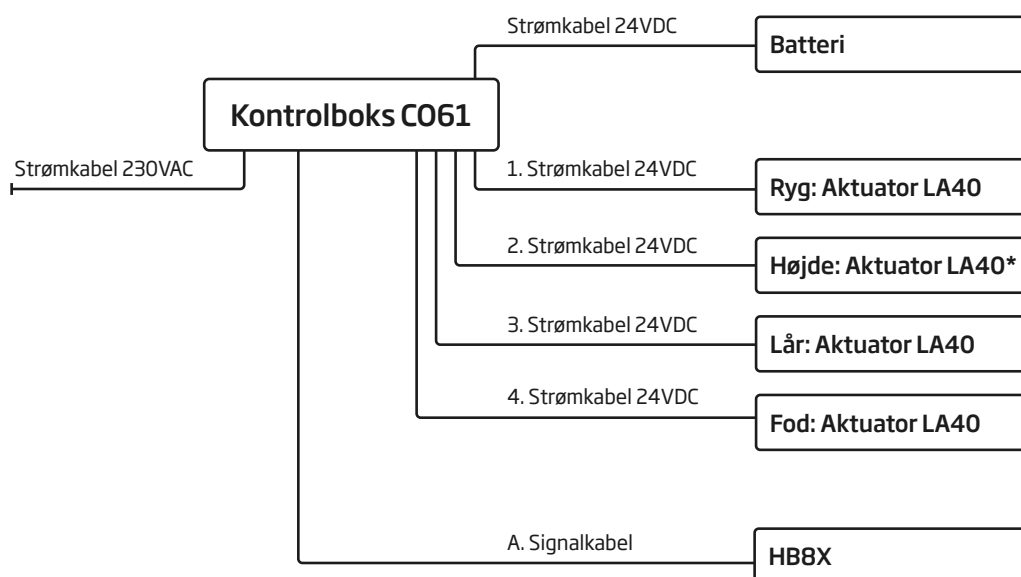 Strømkabel 24VDC
Batteri
Kontrolboks CO61
Strømkabel 230VAC
1. Strømkabel 24VDC
Ryg: Aktuator LA40
2. Strømkabel 24VDC
Højde: Aktuator LA40*
3. Strømkabel 24VDC
Lår: Aktuator LA40
4. Strømkabel 24VDC
Fod: Aktuator LA40
A. Signalkabel
HB8X